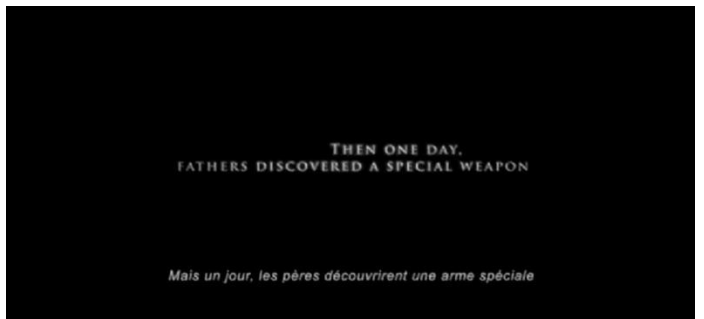 THEN ONE DAY,
FATHERS DISCOVERED A SPECIAL WEAPON
Mais un jour, les pères découvrirent une arme spéciale